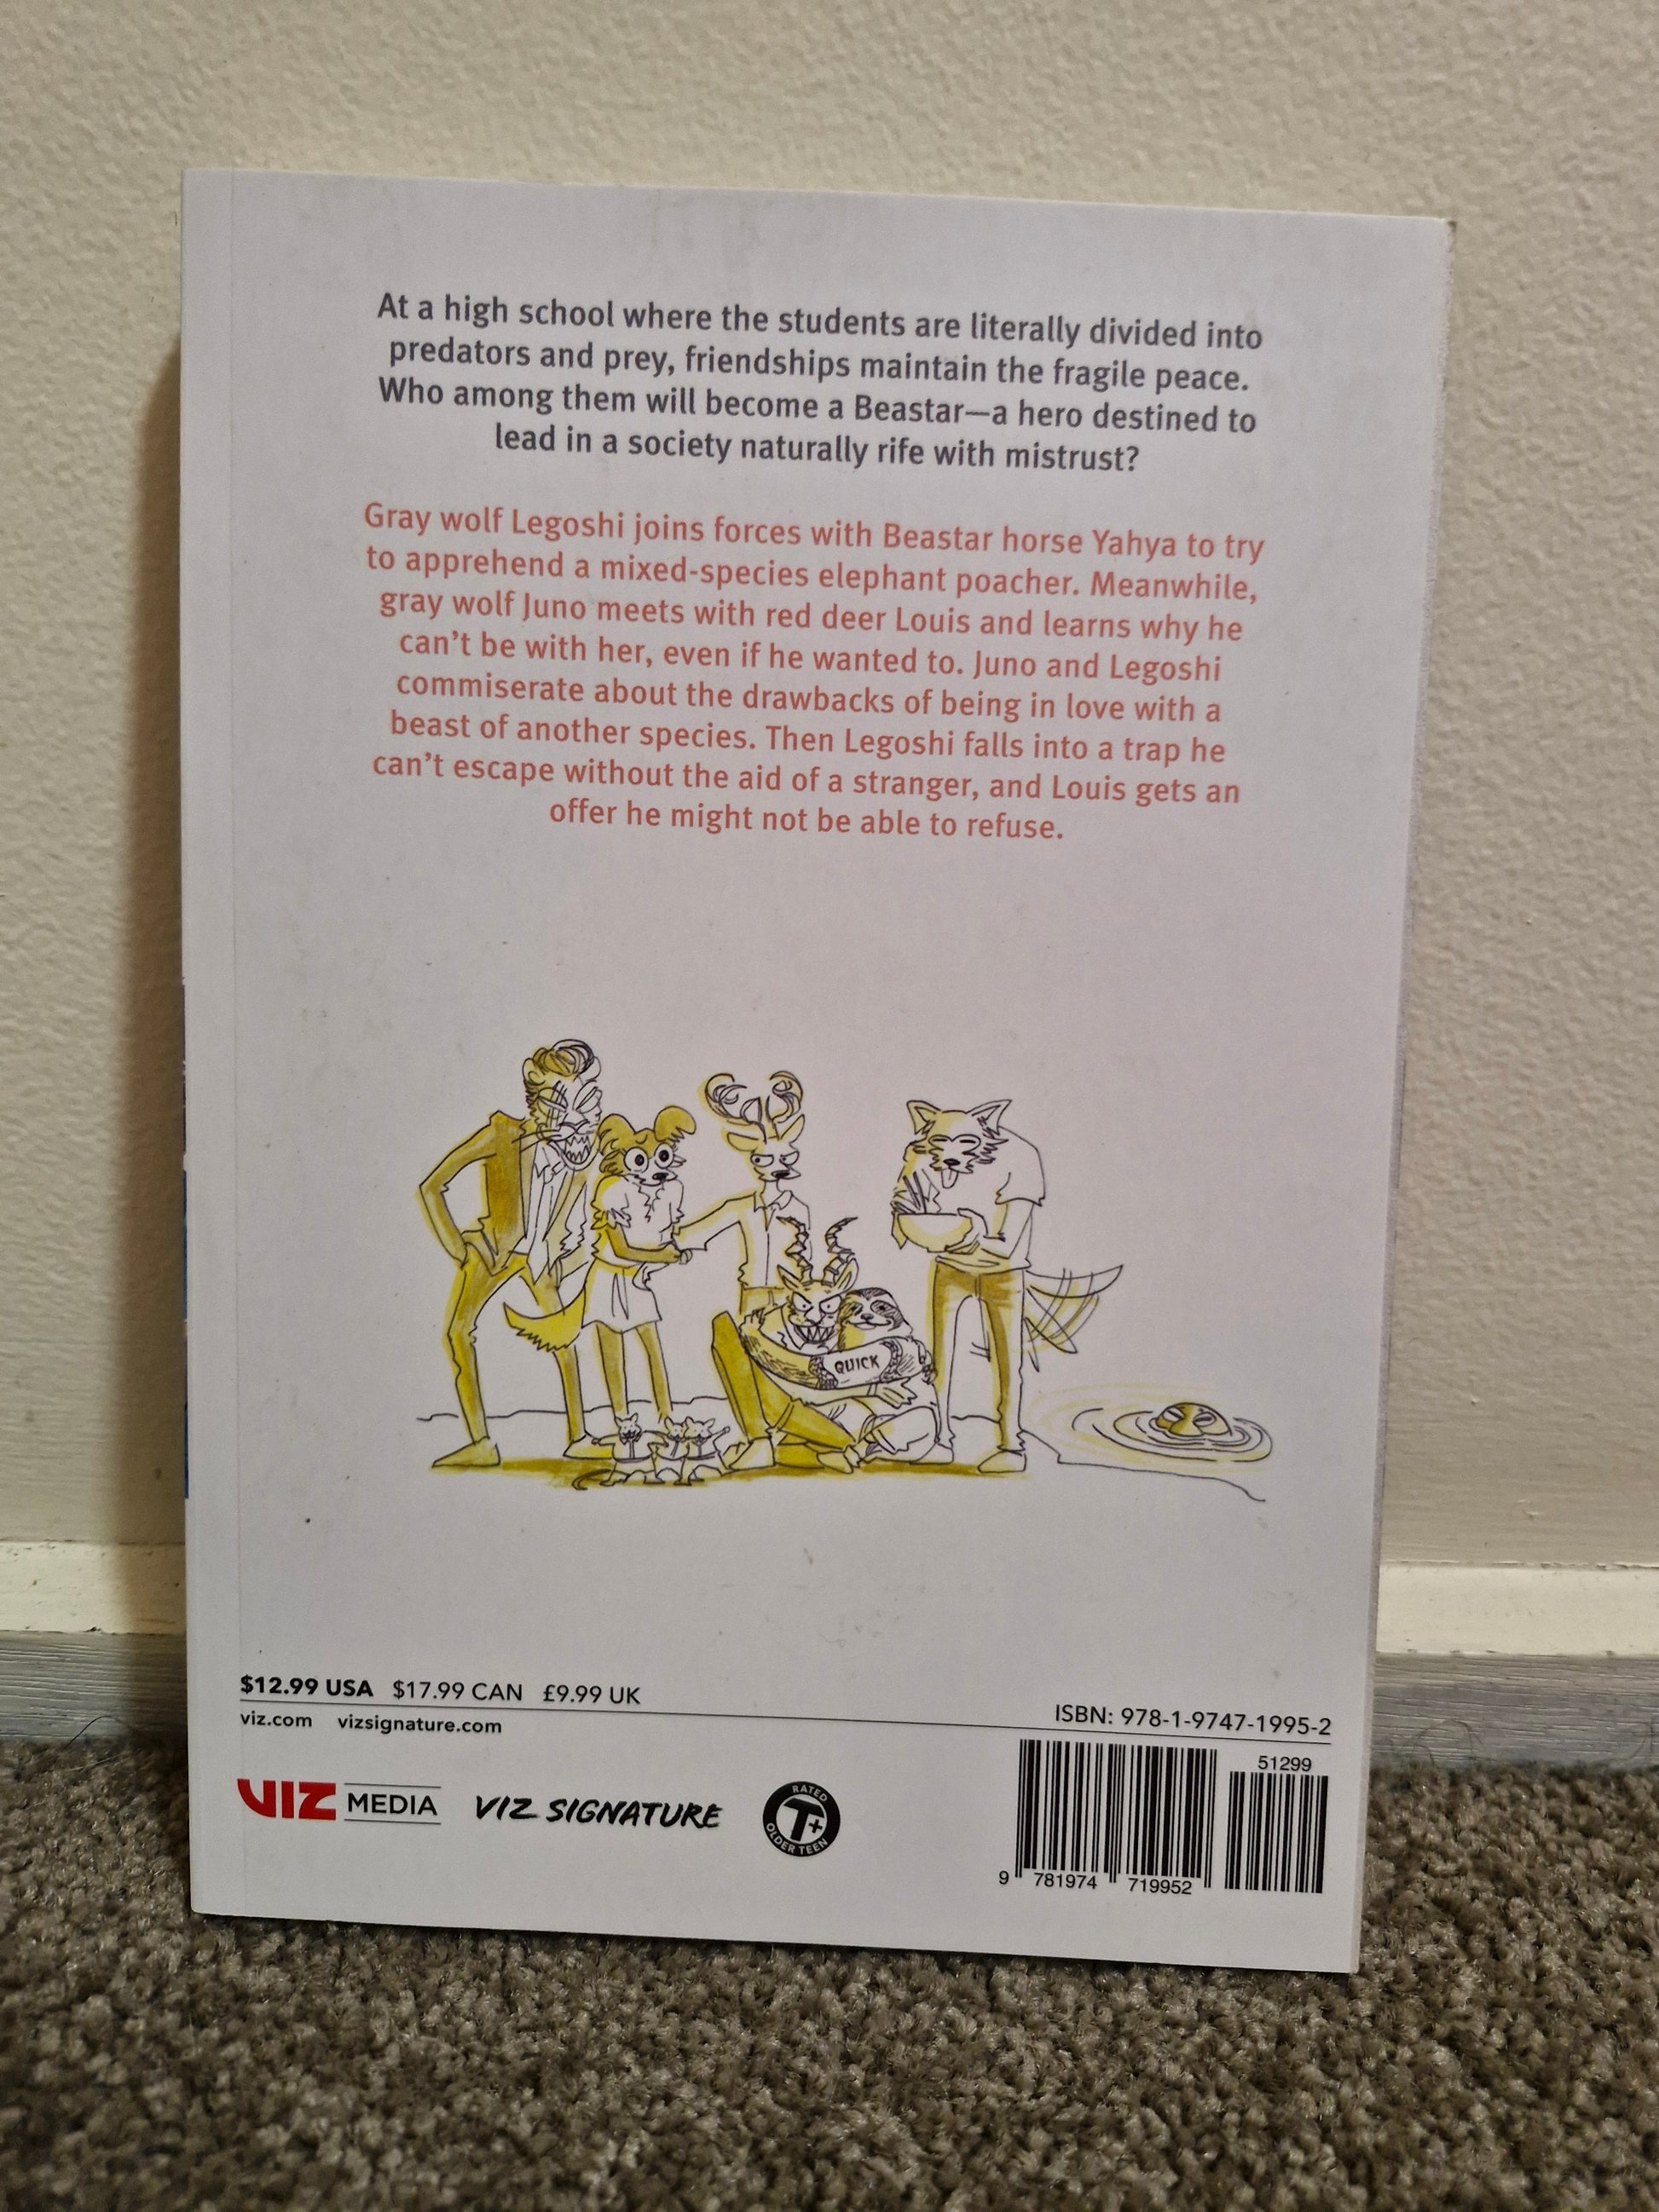 At a high school where the students are literally divided into
predators and prey, friendships maintain the fragile peace.
Who among them will become a Beastar—a hero destined to
lead in a society naturally rife with mistrust?
Gray wolf Legoshi joins forces with Beastar horse Yahya to try
to apprehend a mixed-species elephant poacher. Meanwhile,
gray wolf Juno meets with red deer Louis and learns why he
can't be with her, even if he wanted to. Juno and Legoshi
commiserate about the drawbacks of being in love with a
beast of another species. Then Legoshi falls into a trap he
can't escape without the aid of a stranger, and Louis gets an
offer he might not be able to refuse.
QUICK
$12.99 USA $17.99 CAN £9.99 UK
viz.com vizsignature.com
ISBN: 978-1-9747-1995-2
VIZ MEDIA
VIZ SIGNATURE
RATED
T+
OLDER TEEN
51299
9 781974 719952